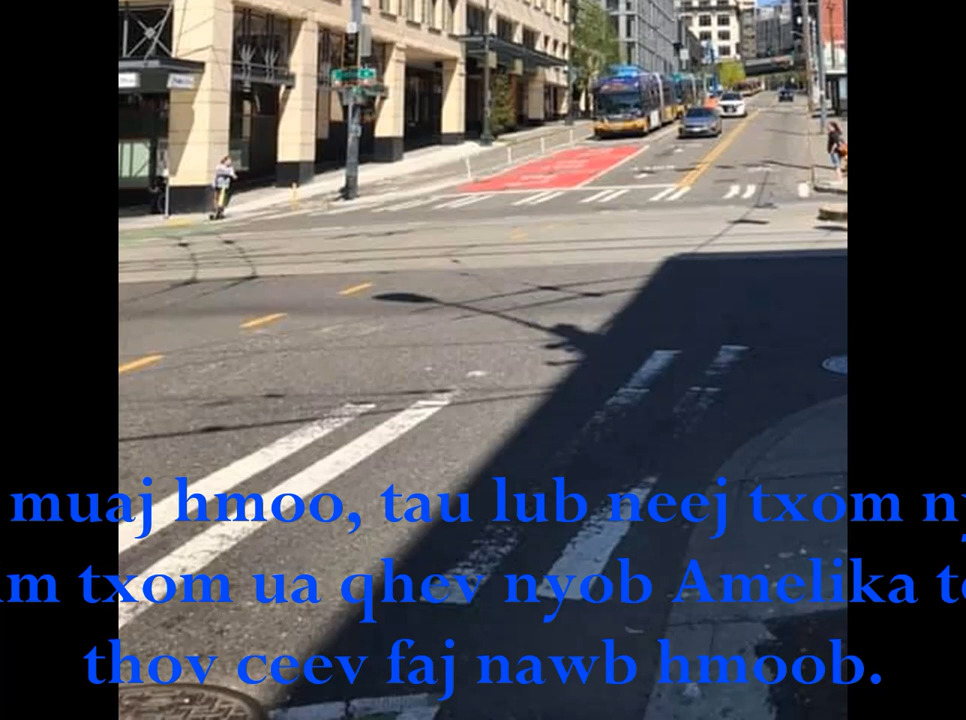 muaj hmoo, tau lub neej txom
txom ua qhev nyob Amelika
thov ceev faj nawb hmoob.